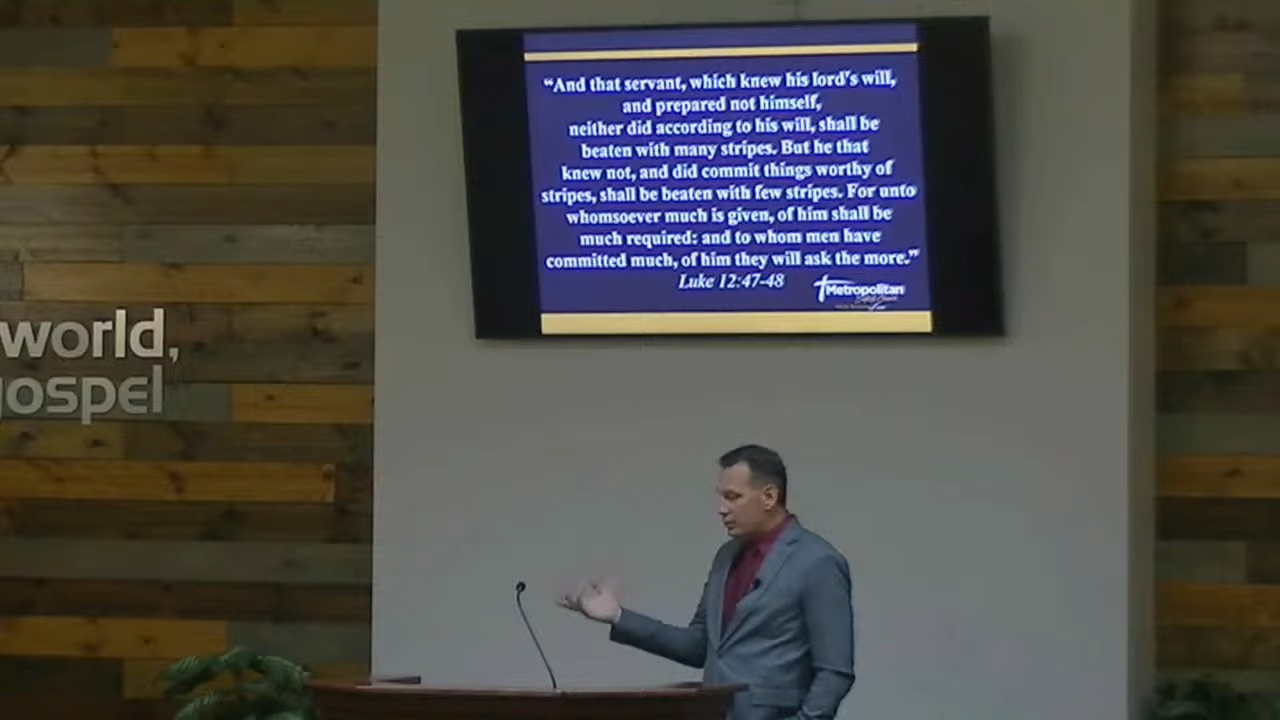 “And that servant, which knew his lord's will,
and prepared not himself,
neither did according to his will, shall be
beaten with many stripes. But he that
knew not, and did commit things worthy of
stripes, shall be beaten with few stripes. For unto
whomsoever much is given, of him shall be
much required: and to whom men have
committed much, of him they will ask the more.”
Luke 12:47-48
Metropolitan
world,
gospel